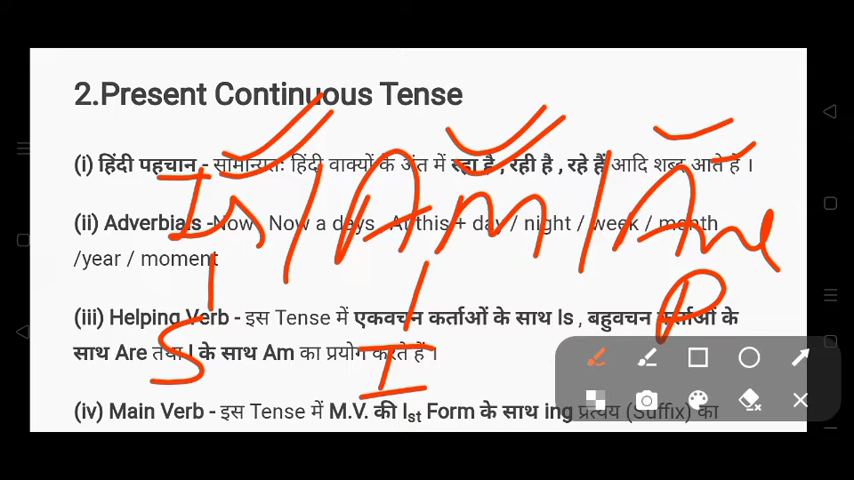 2.Present Continuous Tense
(i) हिंदी पहचान - सामान्यतः हिंदी वाक्यों के अंत में रहा है , रही है , रहे हैं आदि शब्द आते है ।
Is / Am / Are
(ii) Adverbials -Now, Now a days , At this + day / night / week / month
/year / moment
(iii) Helping Verb - इस Tense में एकवचन कर्ताओं के साथ Is , बहुवचन कर्ताओं के
साथ Are तथा I के साथ Am का प्रयोग करते हैं ।
S I P
(iv) Main Verb - इस Tense में M.V. की Ist Form के साथ ing प्रत्यय (Suffix) का